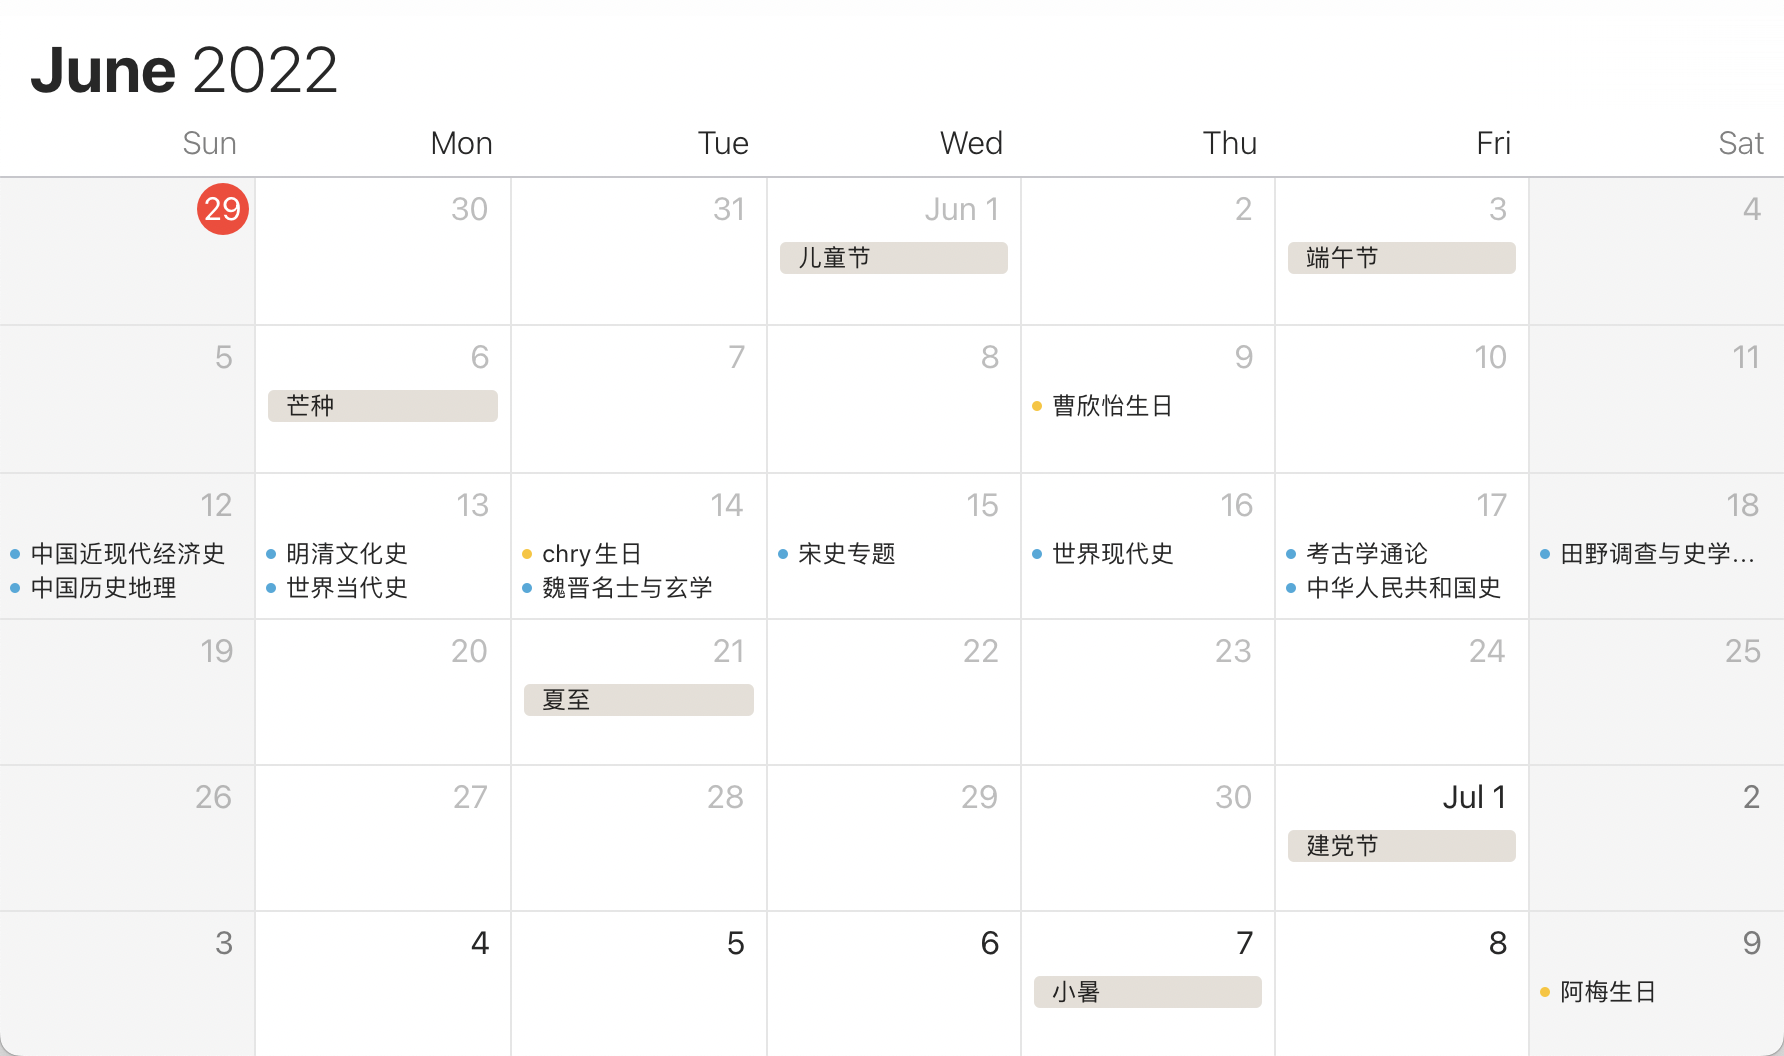 June 2022
Sun Mon Tue Wed Thu Fri Sat
29 30 31 Jun 1 2 3 4
儿童节 端午节
5 6 7 8 9 10 11
芒种 曹欣怡生日
12 13 14 15 16 17 18
中国近现代经济史 明清文化史 chry生日 宋史专题 世界现代史 考古学通论 田野调查与史学...
中国历史地理 世界当代史 魏晋名士与玄学 中华人民共和国史
19 20 21 22 23 24 25
夏至
26 27 28 29 30 Jul 1 2
建党节
3 4 5 6 7 8 9
小暑 阿梅生日